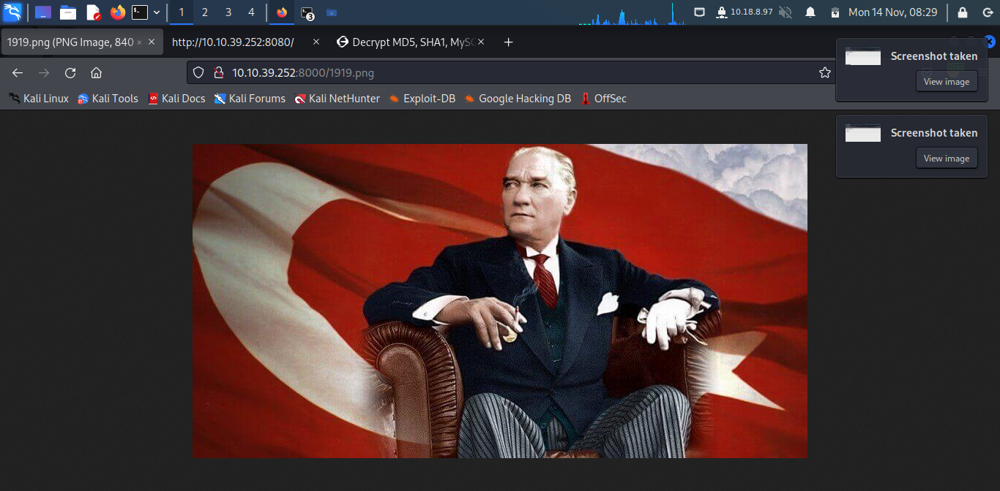 1 2 3 4 3 10.18.8.97 Mon 14 Nov, 08:29
1919.png (PNG Image, 840 http://10.10.39.252:8080/ Decrypt MD5, SHA1, MyS
10.10.39.252:8000/1919.png
Kali Linux Kali Tools Kali Docs Kali Forums Kali NetHunter Exploit-DB Google Hacking DB OffSec
Screenshot taken
View image
Screenshot taken
View image